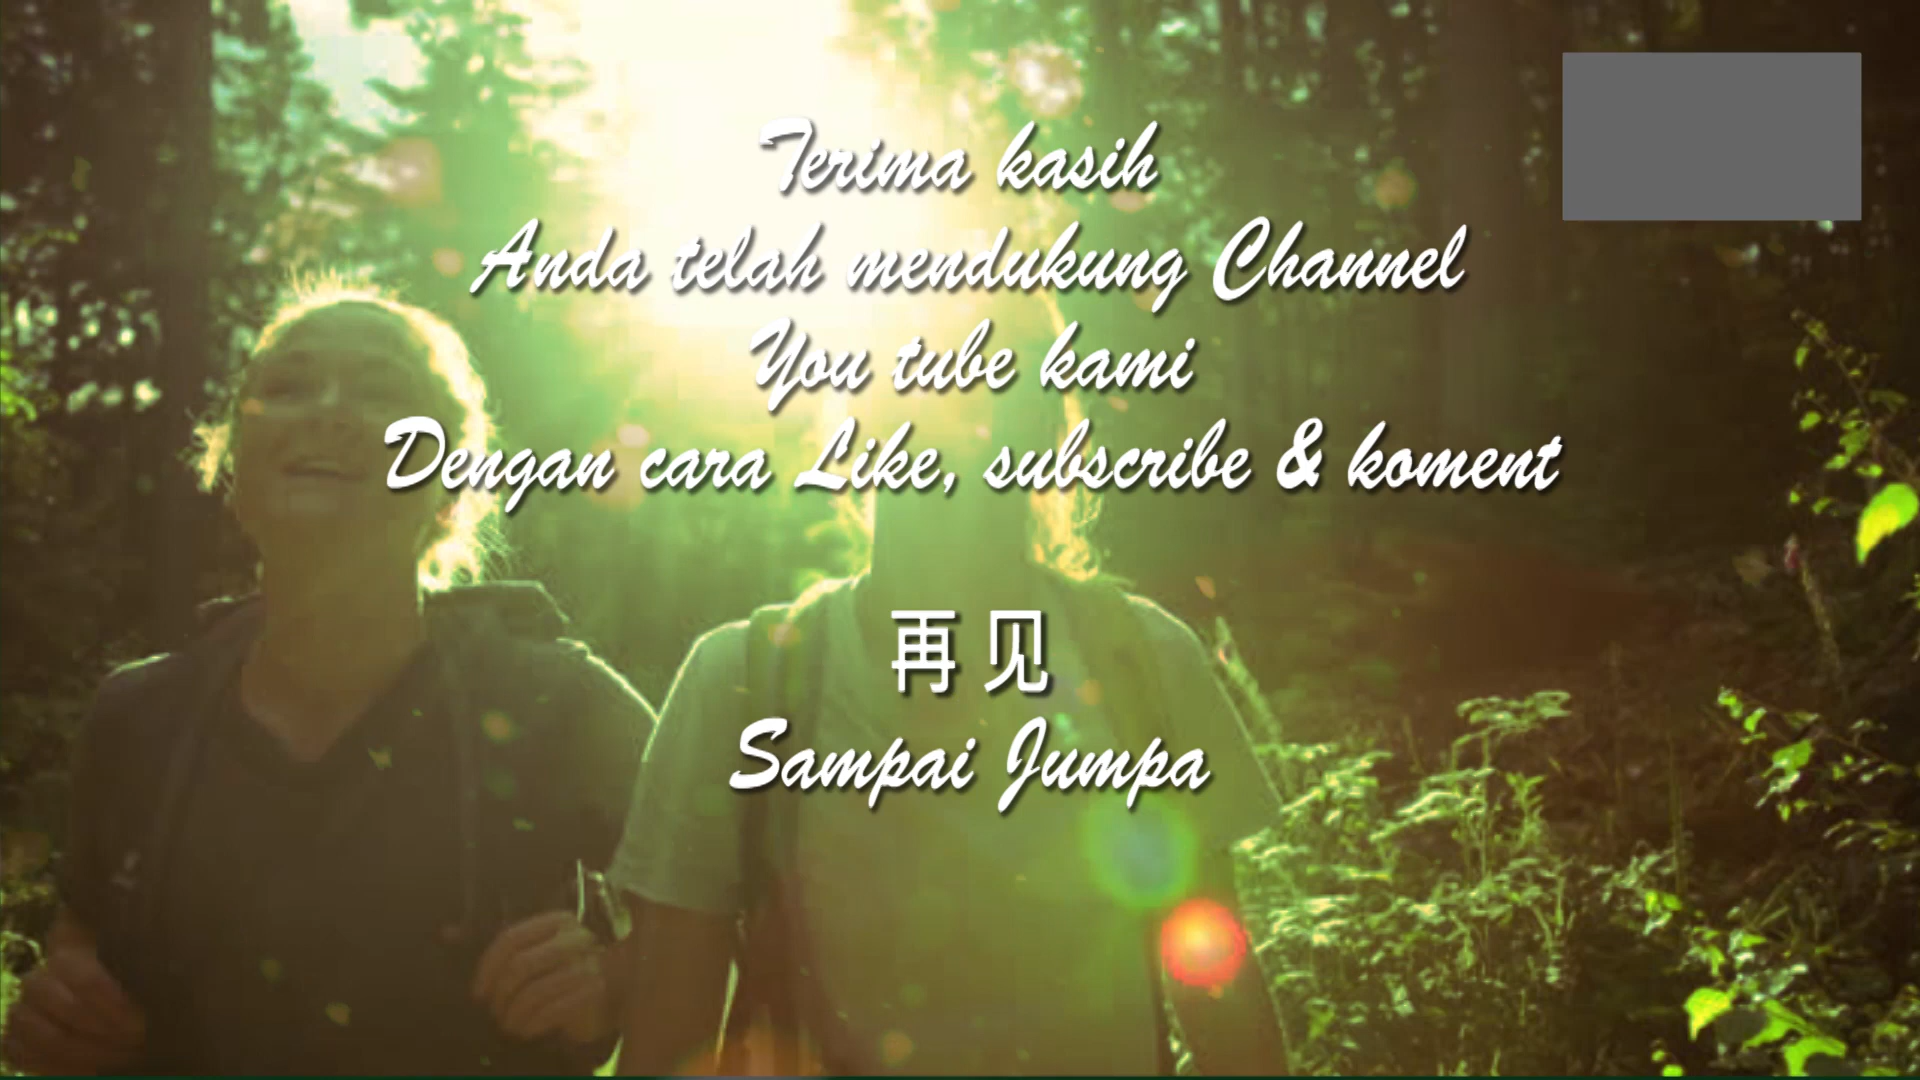 Terima kasih
Anda telah mendukung Channel
You tube kami
Dengan cara Like, subscribe & koment
再见
Sampai Jumpa